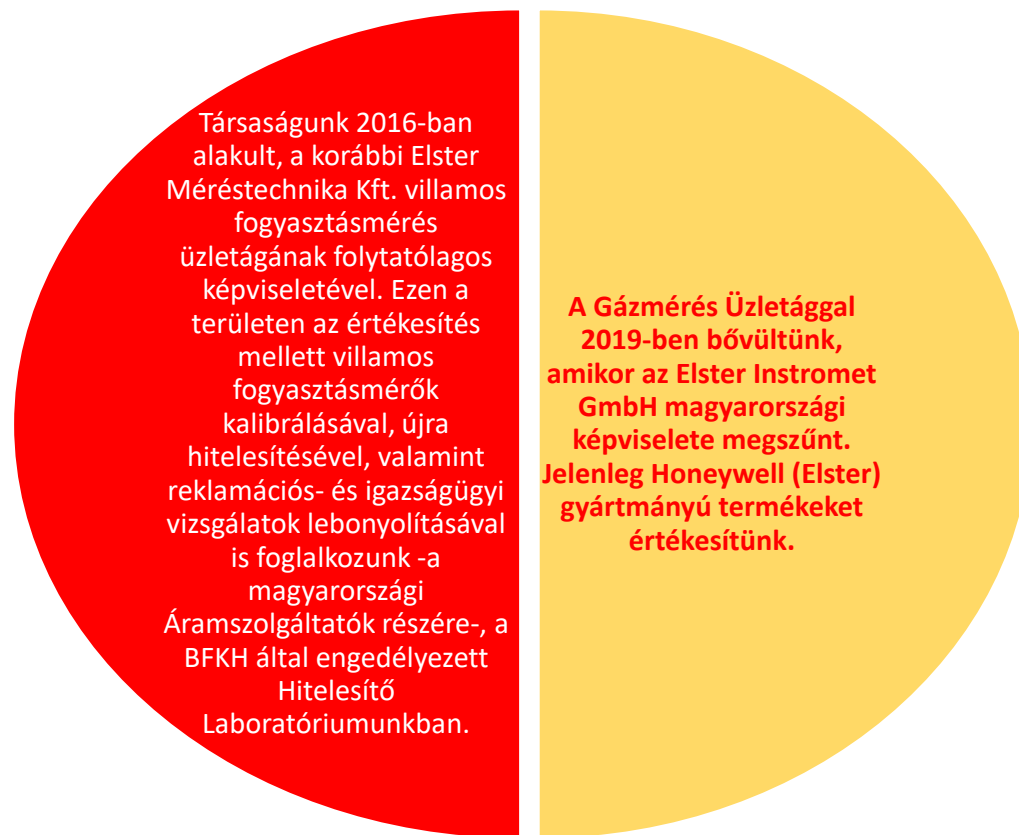 Társaságunk 2016-ban
alakult, a korábbi Elster
Méréstechnika Kft. villamos
fogyasztásmérés
üzletágának folytatólagos
képviseletével. Ezen a
területen az értékesítés
mellett villamos
fogyasztásmérők
kalibrálásával, újra
hitelesítésével, valamint
reklamációs- és igazságügyi
vizsgálatok lebonyolításával
is foglalkozunk -a
magyarországi
Áramszolgáltatók részére-, a
BFKH által engedélyezett
Hitelesítő
Laboratóriumunkban.
A Gázmérés Üzletággal
2019-ben bővültünk,
amikor az Elster Instromet
GmbH magyarországi
képviselete megszűnt.
Jelenleg Honeywell (Elster)
gyártmányú termékeket
értékesítünk.